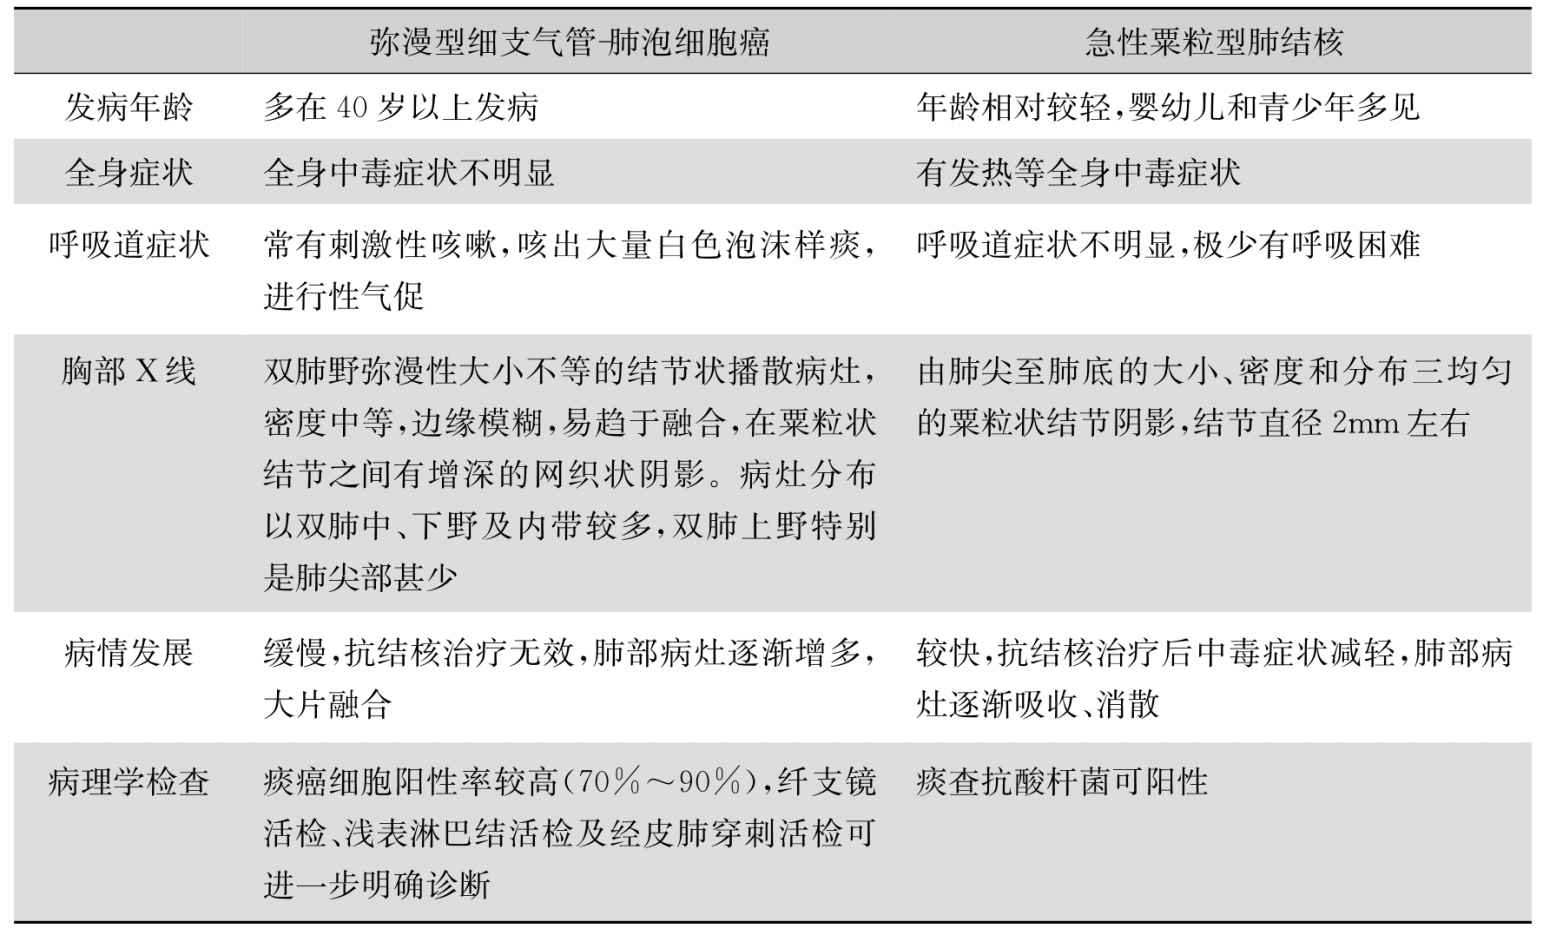 弥漫型细支气管-肺泡细胞癌 急性粟粒型肺结核
发病年龄 多在 40 岁以上发病 年龄相对较轻,婴幼儿和青少年多见
全身症状 全身中毒症状不明显 有发热等全身中毒症状
呼吸道症状 常有刺激性咳嗽,咳出大量白色泡沫样痰, 呼吸道症状不明显,极少有呼吸困难
进行性气促
胸部 X 线 双肺野弥漫性大小不等的结节状播散病灶, 由肺尖至肺底的大小、密度和分布三均匀
密度中等,边缘模糊,易趋于融合,在粟粒状 的粟粒状结节阴影,结节直径 2mm 左右
结节之间有增深的网织状阴影。病灶分布
以双肺中、下野及内带较多,双肺上野特别
是肺尖部甚少
病情发展 缓慢,抗结核治疗无效,肺部病灶逐渐增多, 较快,抗结核治疗后中毒症状减轻,肺部病
大片融合 灶逐渐吸收、消散
病理学检查 痰癌细胞阳性率较高(70%～90%),纤支镜 痰查抗酸杆菌可阳性
活检、浅表淋巴结活检及经皮肺穿刺活检可
进一步明确诊断